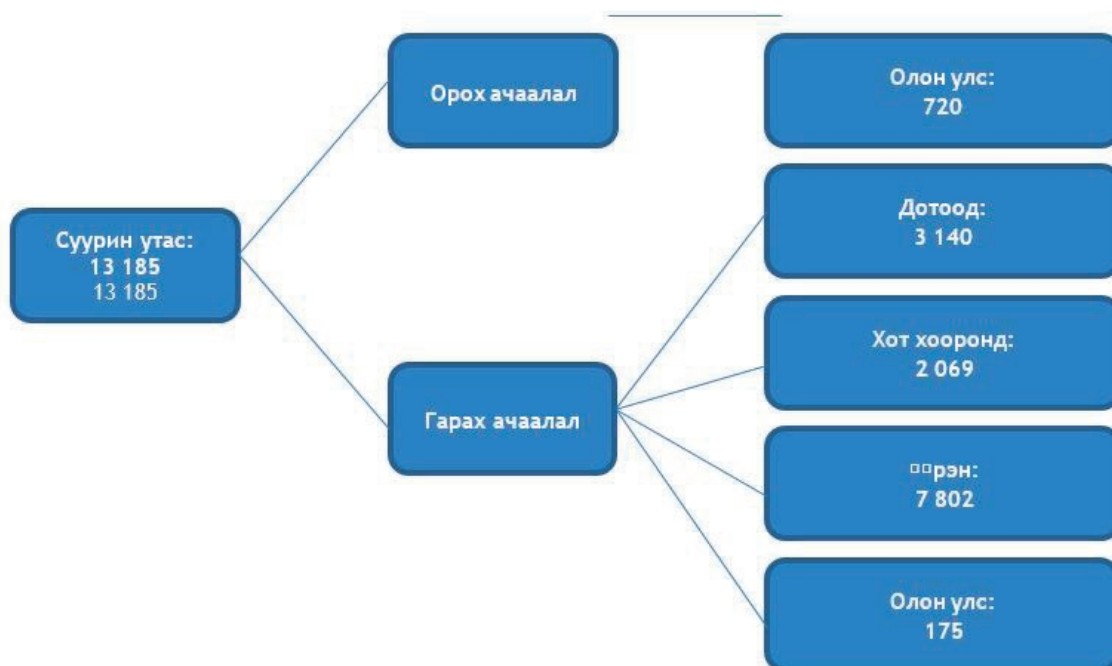 Орох ачаалал
Олон улс:
720
Суурин утас:
13 185
13 185
Дотоод:
3 140
Хот хооронд:
2 069
Гарах ачаалал
7 802
Олон улс:
175